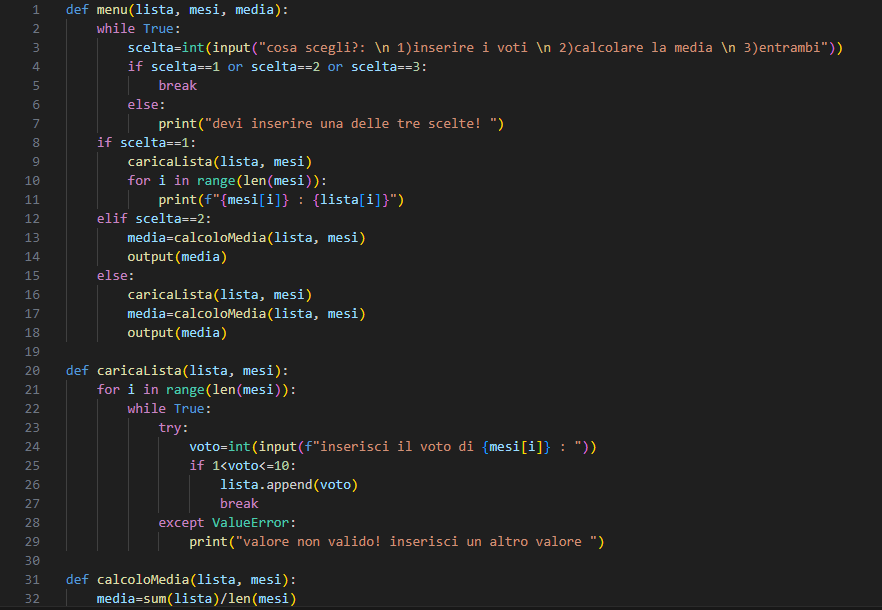 1 def menu(lista, mesi, media):
2     while True:
3         scelta=int(input("cosa scegli?: \n 1)inserire i voti \n 2)calcolare la media \n 3)entrambi"))
4         if scelta==1 or scelta==2 or scelta==3:
5             break
6         else:
7             print("devi inserire una delle tre scelte! ")
8     if scelta==1:
9         caricaLista(lista, mesi)
10         for i in range(len(mesi)):
11             print(f"{mesi[i]} : {lista[i]}")
12     elif scelta==2:
13         media=calcoloMedia(lista, mesi)
14         output(media)
15     else:
16         caricaLista(lista, mesi)
17         media=calcoloMedia(lista, mesi)
18         output(media)
19
20 def caricaLista(lista, mesi):
21     for i in range(len(mesi)):
22         while True:
23             try:
24                 voto=int(input(f"inserisci il voto di {mesi[i]} : "))
25                 if 1<voto<=10:
26                     lista.append(voto)
27                     break
28             except ValueError:
29                 print("valore non valido! inserisci un altro valore ")
30
31 def calcoloMedia(lista, mesi):
32     media=sum(lista)/len(mesi)